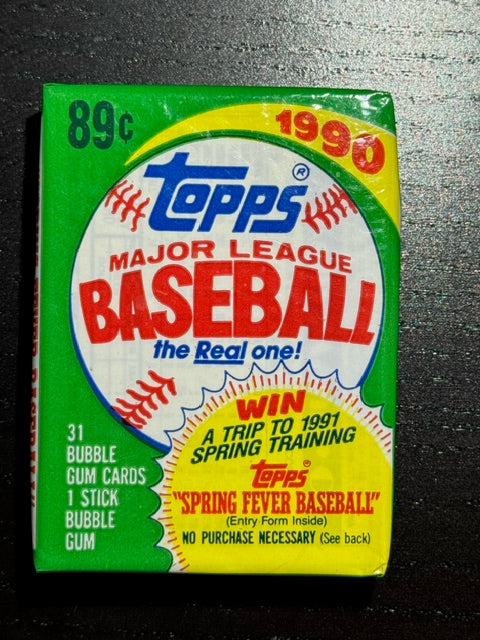 89¢
1990
Topps®
MAJOR LEAGUE
BASEBALL
the Real one!
WIN
A TRIP TO 1991
SPRING TRAINING
Topps®
"SPRING FEVER BASEBALL"
(Entry Form Inside)
NO PURCHASE NECESSARY (See back)
31
BUBBLE
GUM CARDS
1 STICK
BUBBLE
GUM